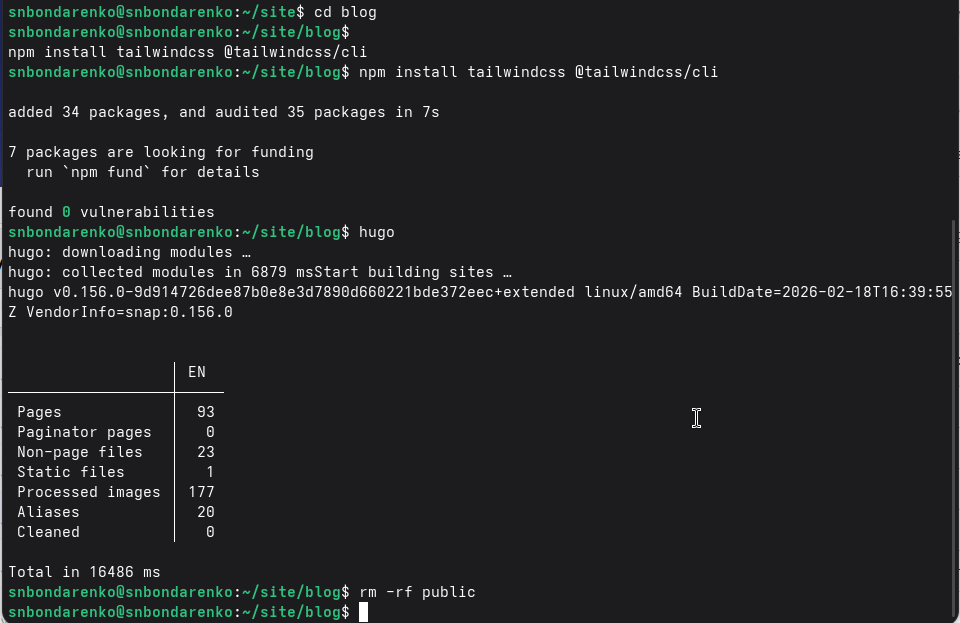 snbondarenko@snbondarenko:~/site$ cd blog
snbondarenko@snbondarenko:~/site/blog$
npm install tailwindcss @tailwindcss/cli
snbondarenko@snbondarenko:~/site/blog$ npm install tailwindcss @tailwindcss/cli
added 34 packages, and audited 35 packages in 7s
7 packages are looking for funding
  run `npm fund` for details
found 0 vulnerabilities
snbondarenko@snbondarenko:~/site/blog$ hugo
hugo: downloading modules …
hugo: collected modules in 6879 msStart building sites …
hugo v0.156.0-9d914726dee87b0e8e3d7890d660221bde372eec+extended linux/amd64 BuildDate=2026-02-18T16:39:55
Z VendorInfo=snap:0.156.0
EN
Pages 93
Paginator pages 0
Non-page files 23
Static files 1
Processed images 177
Aliases 20
Cleaned 0
Total in 16486 ms
snbondarenko@snbondarenko:~/site/blog$ rm -rf public
snbondarenko@snbondarenko:~/site/blog$